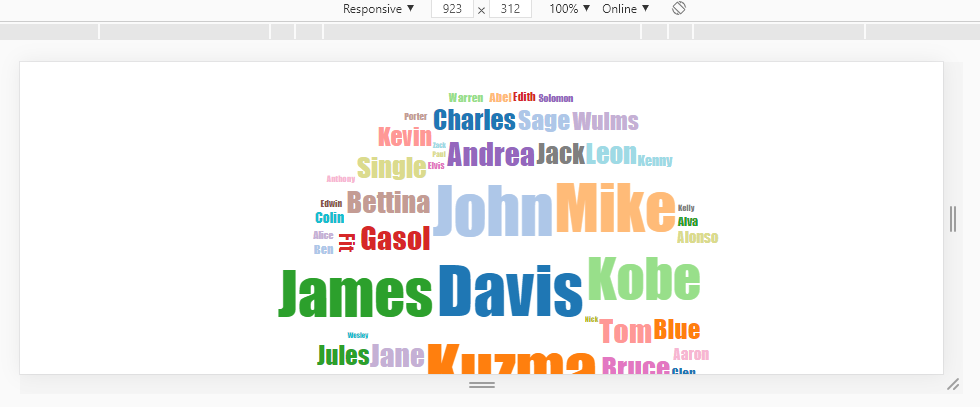 Responsive ▼ 923 × 312 100% ▼ Online ▼
Warren Abel Edith Solomon
Porter Charles Sage Wulms
Kevin Zack
Paul Andrea Jack Leon Kenny
Single Elvis
Anthony
Edwin Bettina John Mike Kelly
Colin Alva
Alice Fit Gasol Alonso
Ben
James Davis Kobe
Nick Tom Blue
Wesley
Jules Jane Kuzma Aaron
Bruce Glen